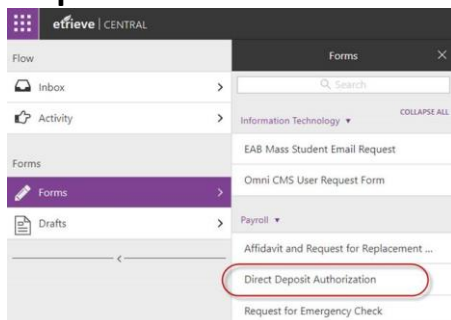 etrieve | CENTRAL
Flow
Inbox
Activity
Forms
Forms
Drafts
Forms
Search
Information Technology
COLLAPSE ALL
EAB Mass Student Email Request
Omni CMS User Request Form
Payroll
Affidavit and Request for Replacement ...
Direct Deposit Authorization
Request for Emergency Check